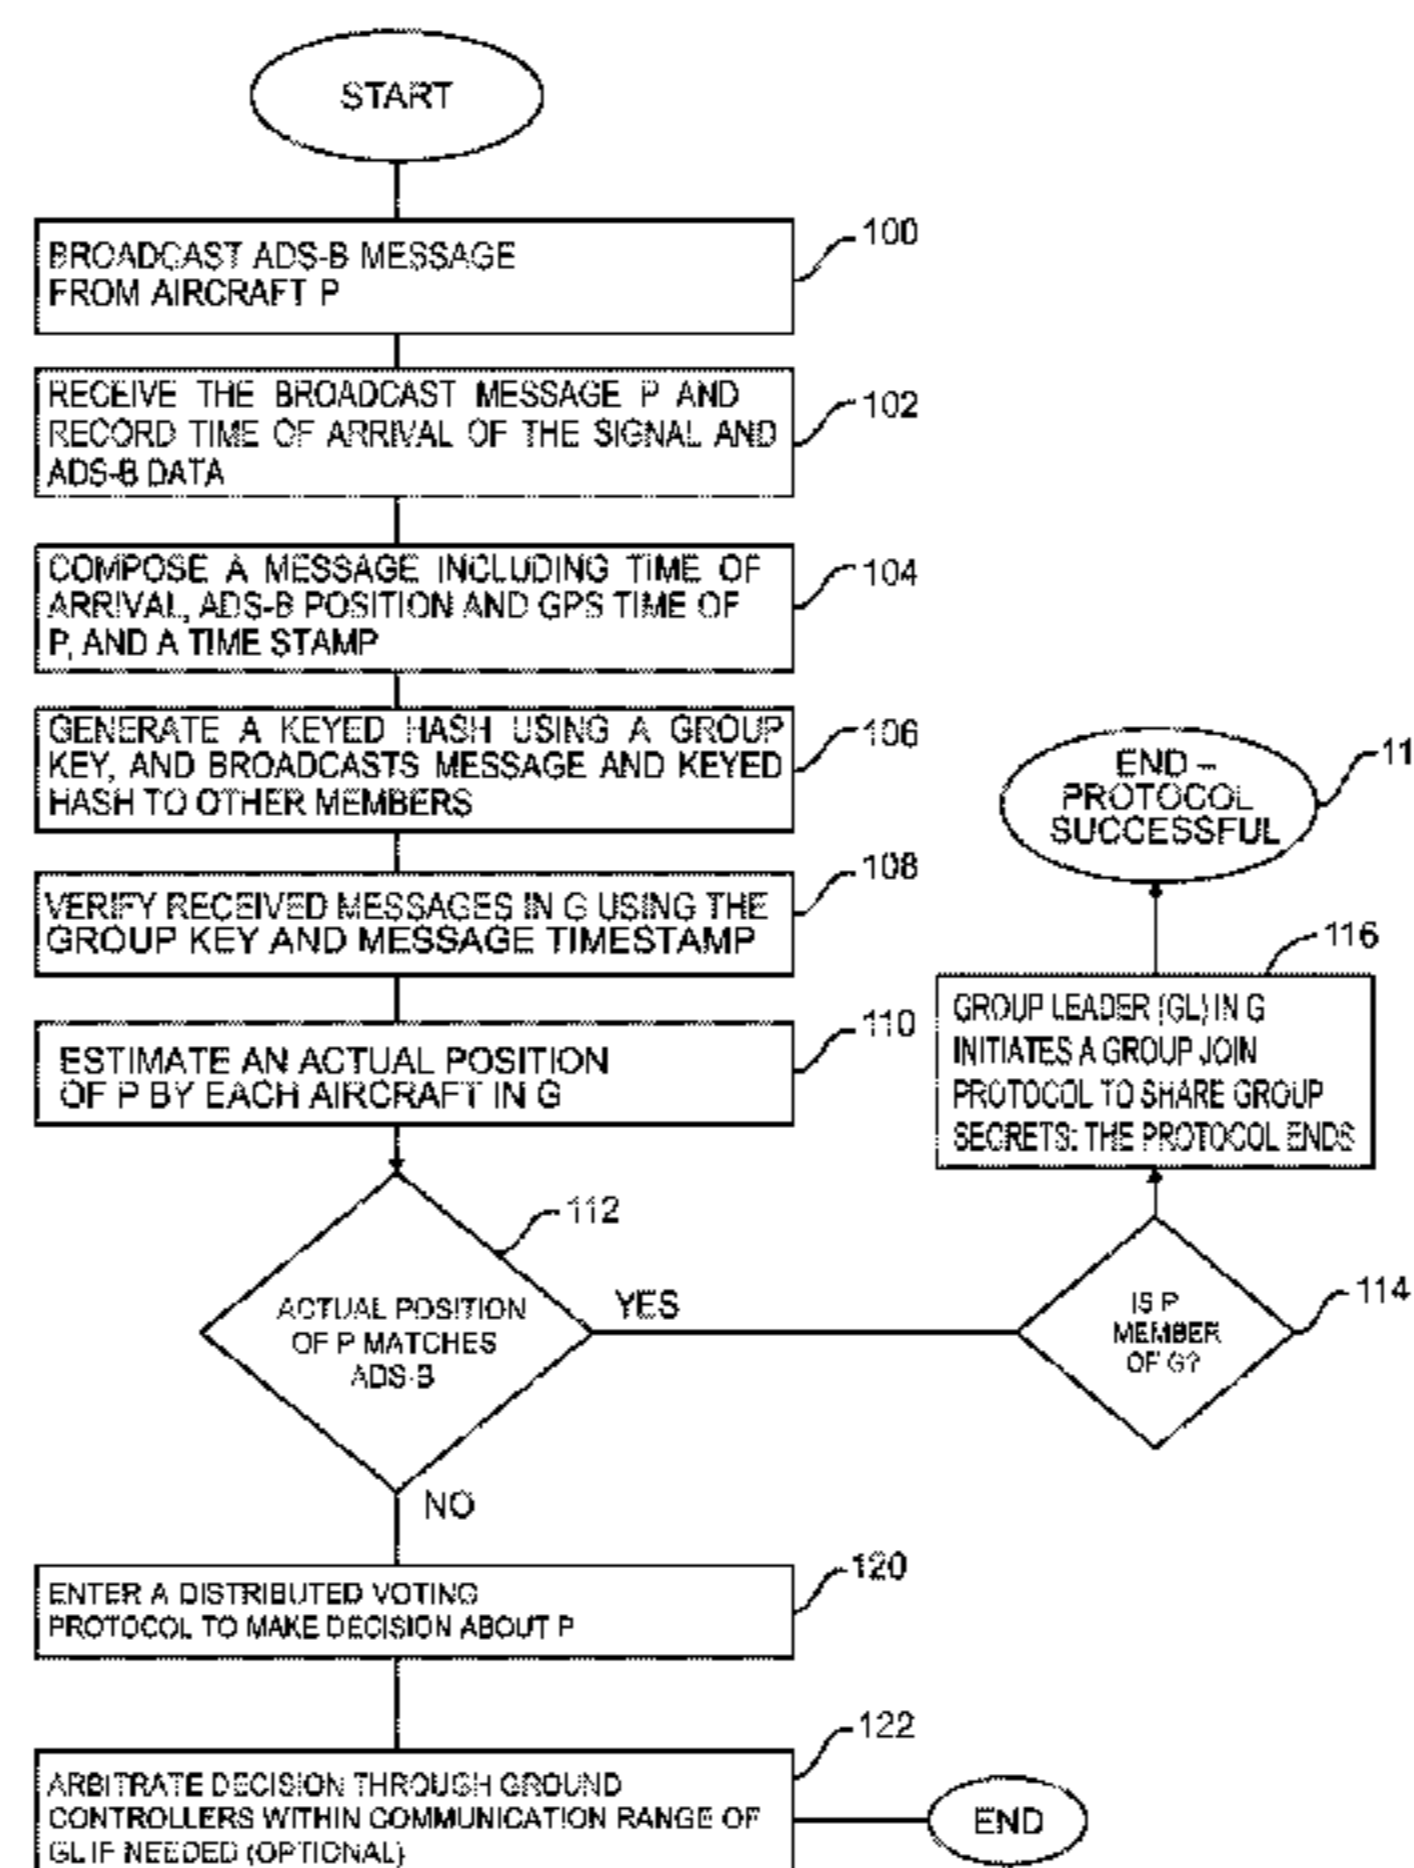 START
BROADCAST ADS-B MESSAGE
FROM AIRCRAFT P
100
RECEIVE THE BROADCAST MESSAGE P AND
RECORD TIME OF ARRIVAL OF THE SIGNAL AND
ADS-B DATA
102
COMPOSE A MESSAGE INCLUDING TIME OF
ARRIVAL, ADS-B POSITION AND GPS TIME OF
P, AND A TIME STAMP
104
GENERATE A KEYED HASH USING A GROUP
KEY, AND BROADCASTS MESSAGE AND KEYED
HASH TO OTHER MEMBERS
106
VERIFY RECEIVED MESSAGES IN G USING THE
GROUP KEY AND MESSAGE TIMESTAMP
108
ESTIMATE AN ACTUAL POSITION
OF P BY EACH AIRCRAFT IN G
110
ACTUAL POSITION
OF P MATCHES
ADS-B
112
YES
NO
IS P
MEMBER
OF G?
114
GROUP LEADER (GL) IN G
INITIATES A GROUP JOIN
PROTOCOL TO SHARE GROUP
SECRETS: THE PROTOCOL ENDS
116
END –
PROTOCOL
SUCCESSFUL
11
ENTER A DISTRIBUTED VOTING
PROTOCOL TO MAKE DECISION ABOUT P
120
ARBITRATE DECISION THROUGH GROUND
CONTROLLERS WITHIN COMMUNICATION RANGE OF
GL IF NEEDED (OPTIONAL)
122
END